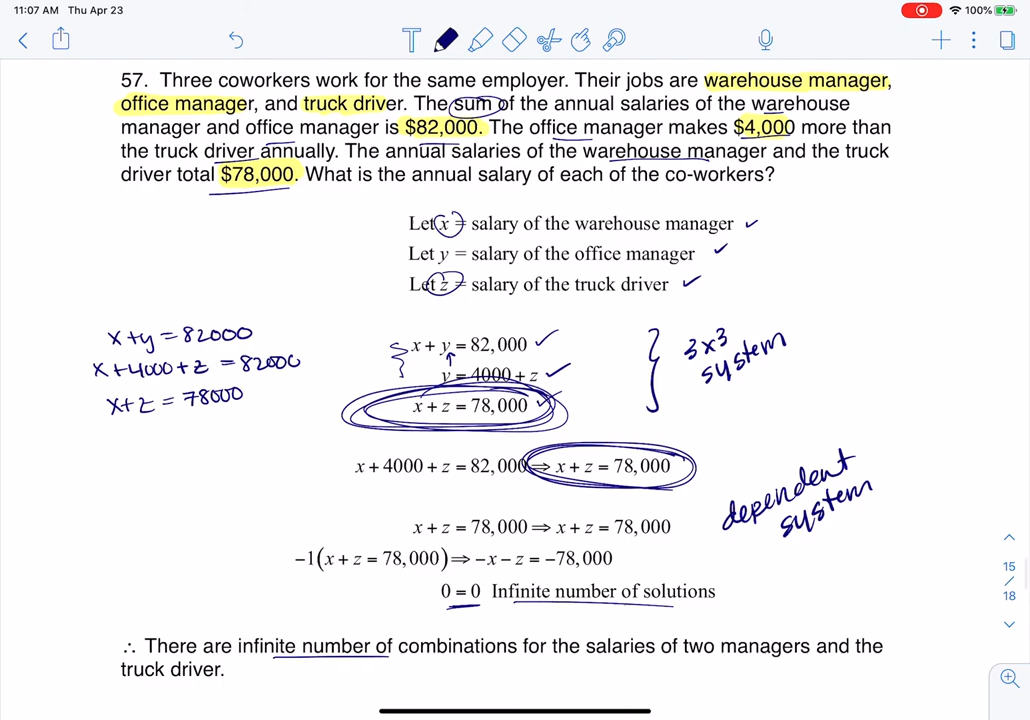 11:07 AM Thu Apr 23
100%
T
57. Three coworkers work for the same employer. Their jobs are warehouse manager,
office manager, and truck driver. The sum of the annual salaries of the warehouse
manager and office manager is $82,000. The office manager makes $4,000 more than
the truck driver annually. The annual salaries of the warehouse manager and the truck
driver total $78,000. What is the annual salary of each of the co-workers?
Let x = salary of the warehouse manager ✓
Let y = salary of the office manager ✓
Let z = salary of the truck driver ✓
x+y=82000
x+4000+z=82000
x+z=78000
x + y = 82,000 ✓
y = 4000 + z ✓
x + z = 78,000 ✓
3x3
system
x + 4000 + z = 82,000 ⇒ x + z = 78,000
dependent
system
x + z = 78,000 ⇒ x + z = 78,000
−1(x + z = 78,000) ⇒ −x − z = −78,000
0 = 0 Infinite number of solutions
∴ There are infinite number of combinations for the salaries of two managers and the
truck driver.
15
/
18